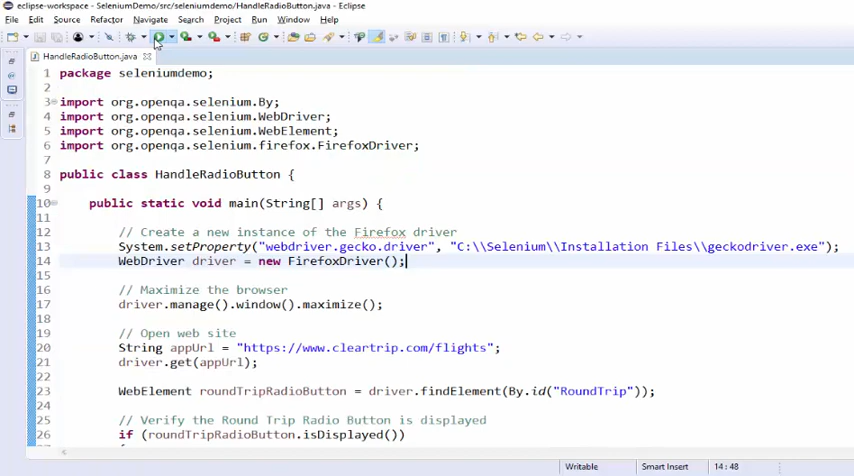 eclipse-workspace - SeleniumDemo/src/seleniumdemo/HandleRadioButton.java - Eclipse
File Edit Source Refactor Navigate Search Project Run Window Help
HandleRadioButton.java
1 package seleniumdemo;
2
3 import org.openqa.selenium.By;
4 import org.openqa.selenium.WebDriver;
5 import org.openqa.selenium.WebElement;
6 import org.openqa.selenium.firefox.FirefoxDriver;
7
8 public class HandleRadioButton {
9
10 public static void main(String[] args) {
11
12 // Create a new instance of the Firefox driver
13 System.setProperty("webdriver.gecko.driver", "C:\\Selenium\\Installation Files\\geckodriver.exe");
14 WebDriver driver = new FirefoxDriver();
15
16 // Maximize the browser
17 driver.manage().window().maximize();
18
19 // Open web site
20 String appUrl = "https://www.cleartrip.com/flights";
21 driver.get(appUrl);
22
23 WebElement roundTripRadioButton = driver.findElement(By.id("RoundTrip"));
24
25 // Verify the Round Trip Radio Button is displayed
26 if (roundTripRadioButton.isDisplayed())
Writable Smart Insert 14 : 48